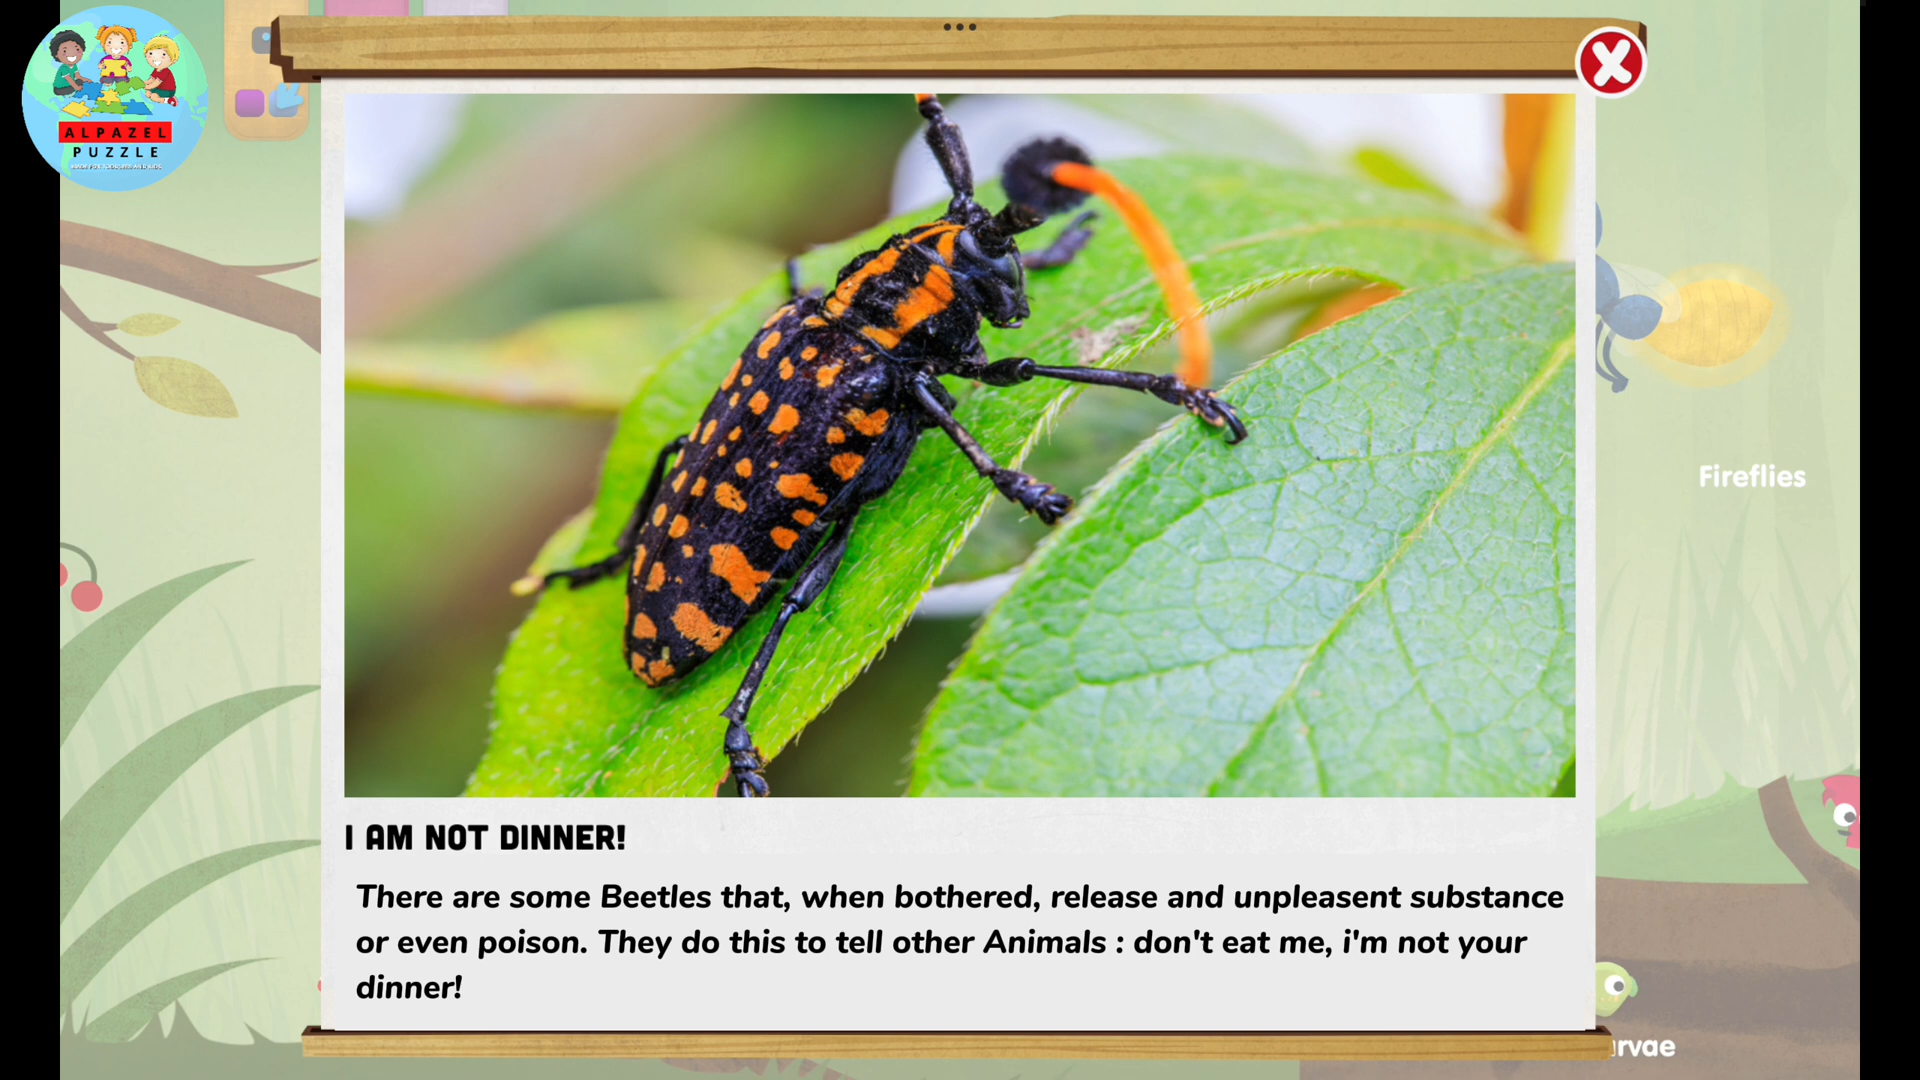 ALPAZEL
PUZZLE
I AM NOT DINNER!
There are some Beetles that, when bothered, release and unpleasent substance
or even poison. They do this to tell other Animals : don't eat me, i'm not your
dinner!
Fireflies
arvae